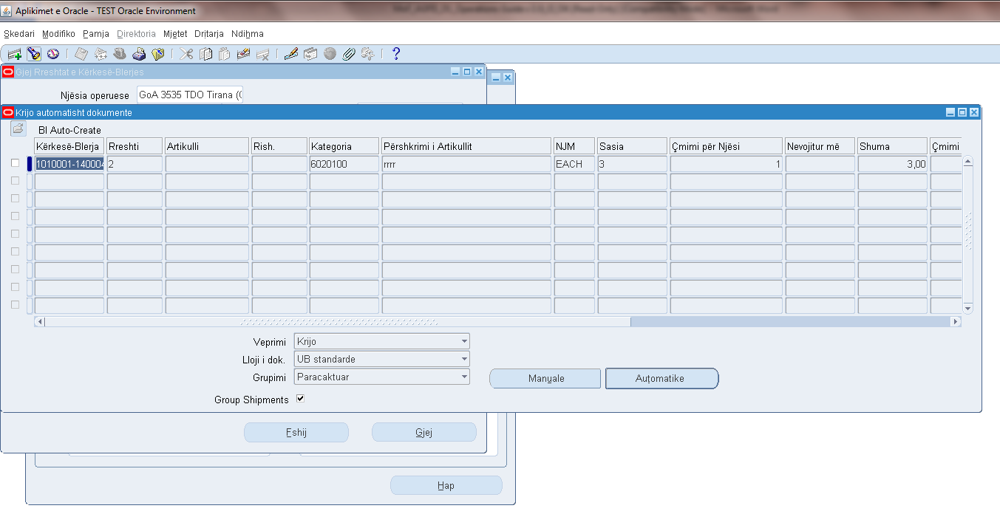 Aplikimet e Oracle - TEST Oracle Environment
Skedari Modifiko Pamja Direktoria Mjetet Dritarja Ndihma
Gjej Rreshtat e Kërkesë-Blerjes
Njësia operuese GoA 3535 TDO Tirana ((
Krijo automatisht dokumente
BI Auto-Create
Kërkesë-Blerja Rreshti Artikulli Rish. Kategoria Përshkrimi i Artikullit NJM Sasia Çmimi për Njësi Nevojitur më Shuma Çmimi
1010001-140004 2 6020100 rrrr EACH 3 1 3,00
Veprimi Krijo
Lloji i dok. UB standarde
Grupimi Paracaktuar
Manuale Automatike
Group Shipments
Fshij Gjej
Hap